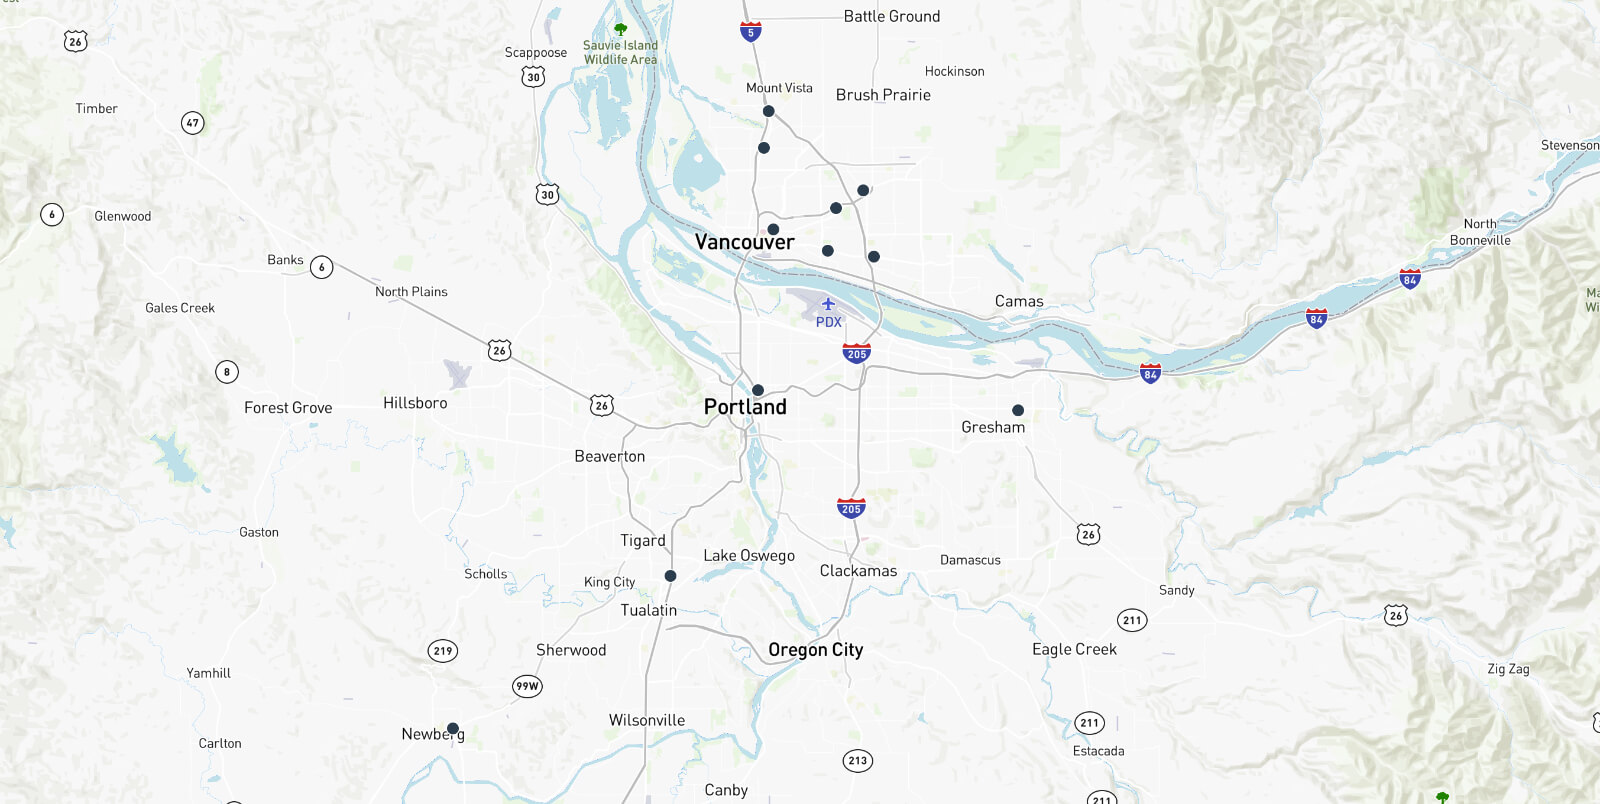 Battle Ground
26
5
Sauvie Island
Wildlife Area
Scappoose
30
Hockinson
Mount Vista
Brush Prairie
Timber
47
Stevenson
30
6
Glenwood
North
Bonneville
Vancouver
Banks
6
84
North Plains
Camas
Gales Creek
PDX
84
26
205
8
84
Hillsboro
26
Forest Grove
Portland
Gresham
Beaverton
205
Gaston
26
Tigard
Lake Oswego
Damascus
Scholls
King City
Clackamas
Sandy
Tualatin
211
26
219
Sherwood
Oregon City
Eagle Creek
Yamhill
Zig Zag
99W
Wilsonville
211
Newberg
Carlton
Estacada
213
Canby
211